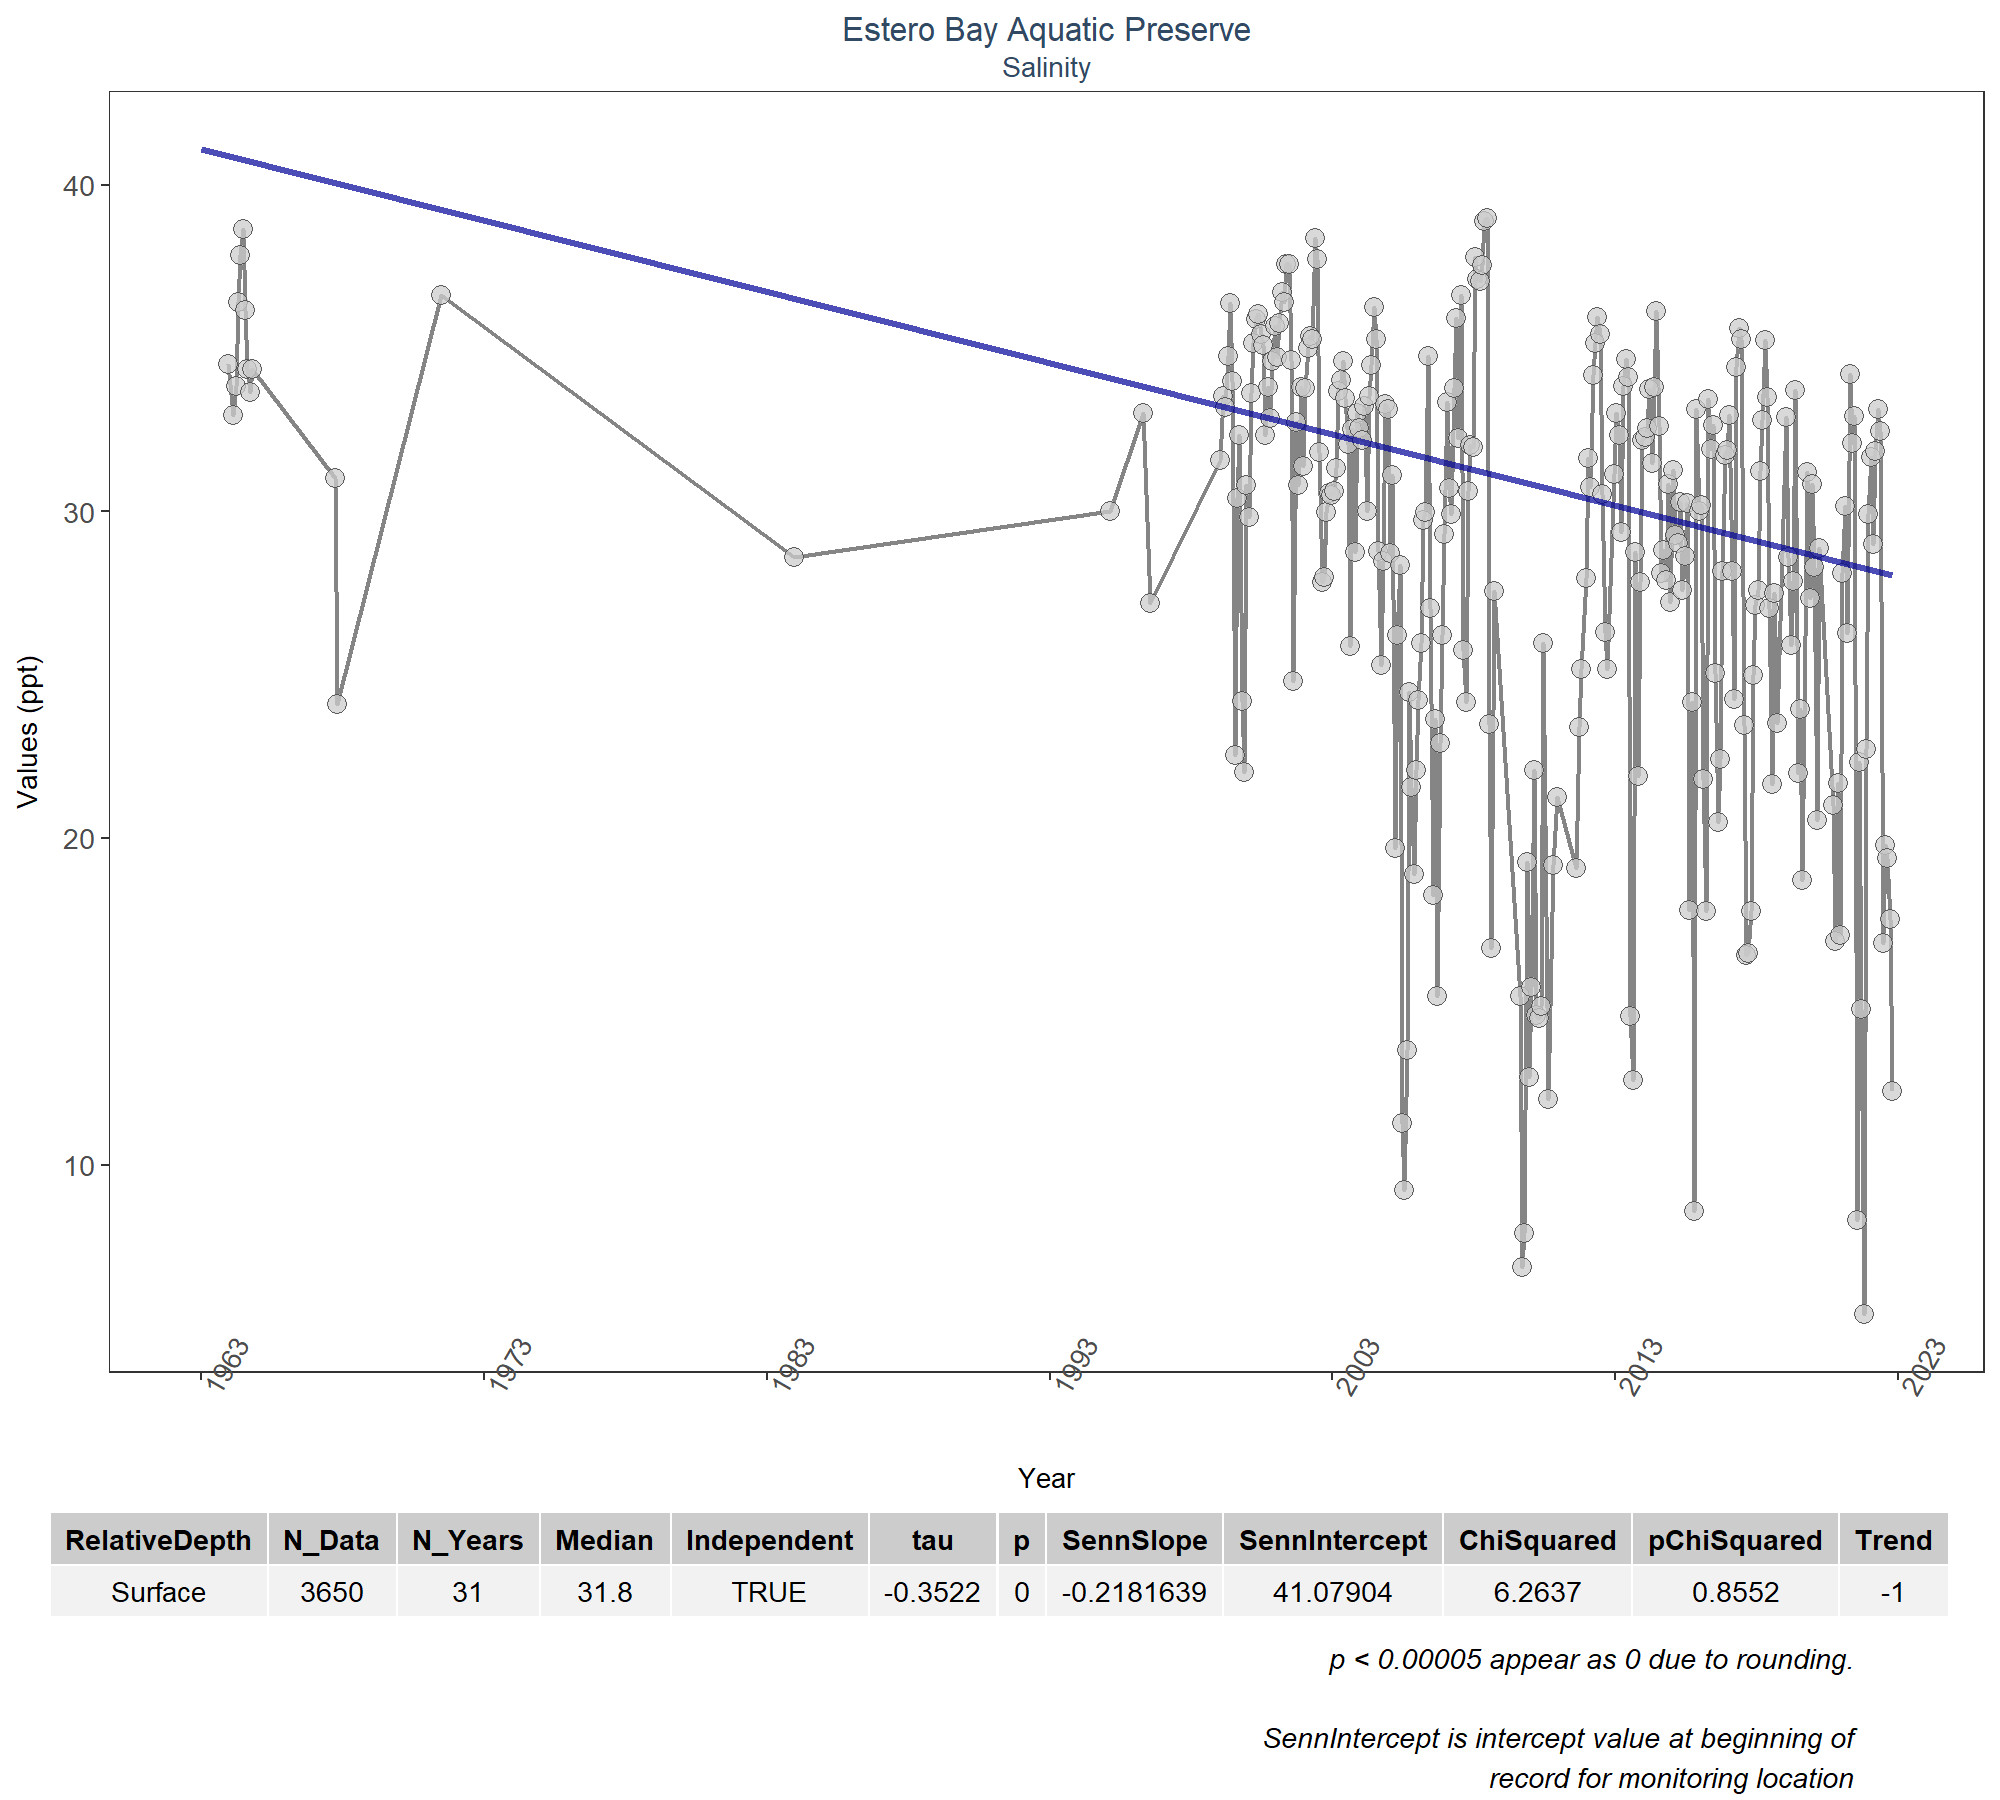 Estero Bay Aquatic Preserve
Salinity
40
30
20
10
Values (ppt)
1963
1973
1983
1993
2003
2013
2023
Year
RelativeDepth N_Data N_Years Median Independent tau p SennSlope SennIntercept ChiSquared pChiSquared Trend
Surface 3650 31 31.8 TRUE -0.3522 0 -0.2181639 41.07904 6.2637 0.8552 -1
p < 0.00005 appear as 0 due to rounding.
SennIntercept is intercept value at beginning of
record for monitoring location